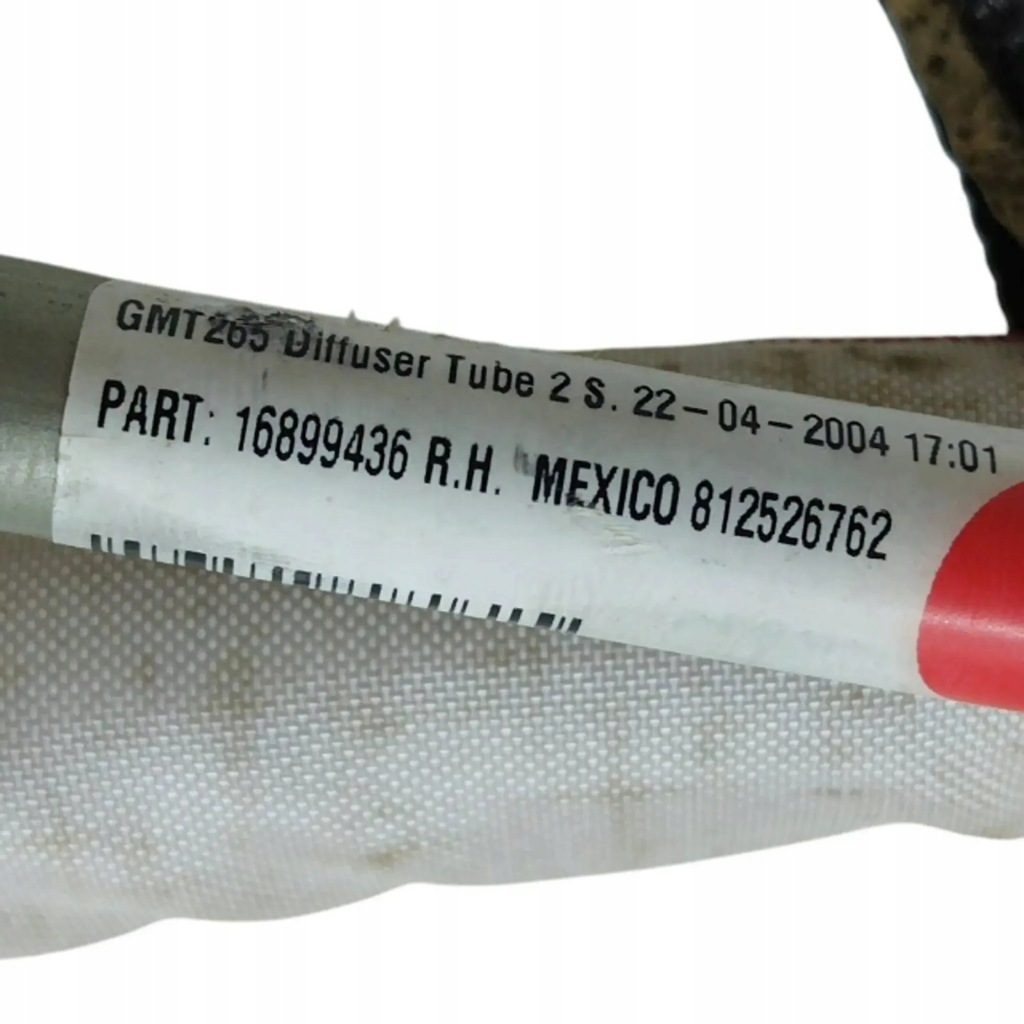 GMT265 Diffuser Tube 2 S. 22-04-2004 17:01
PART: 16899436 R.H. MEXICO 812526762